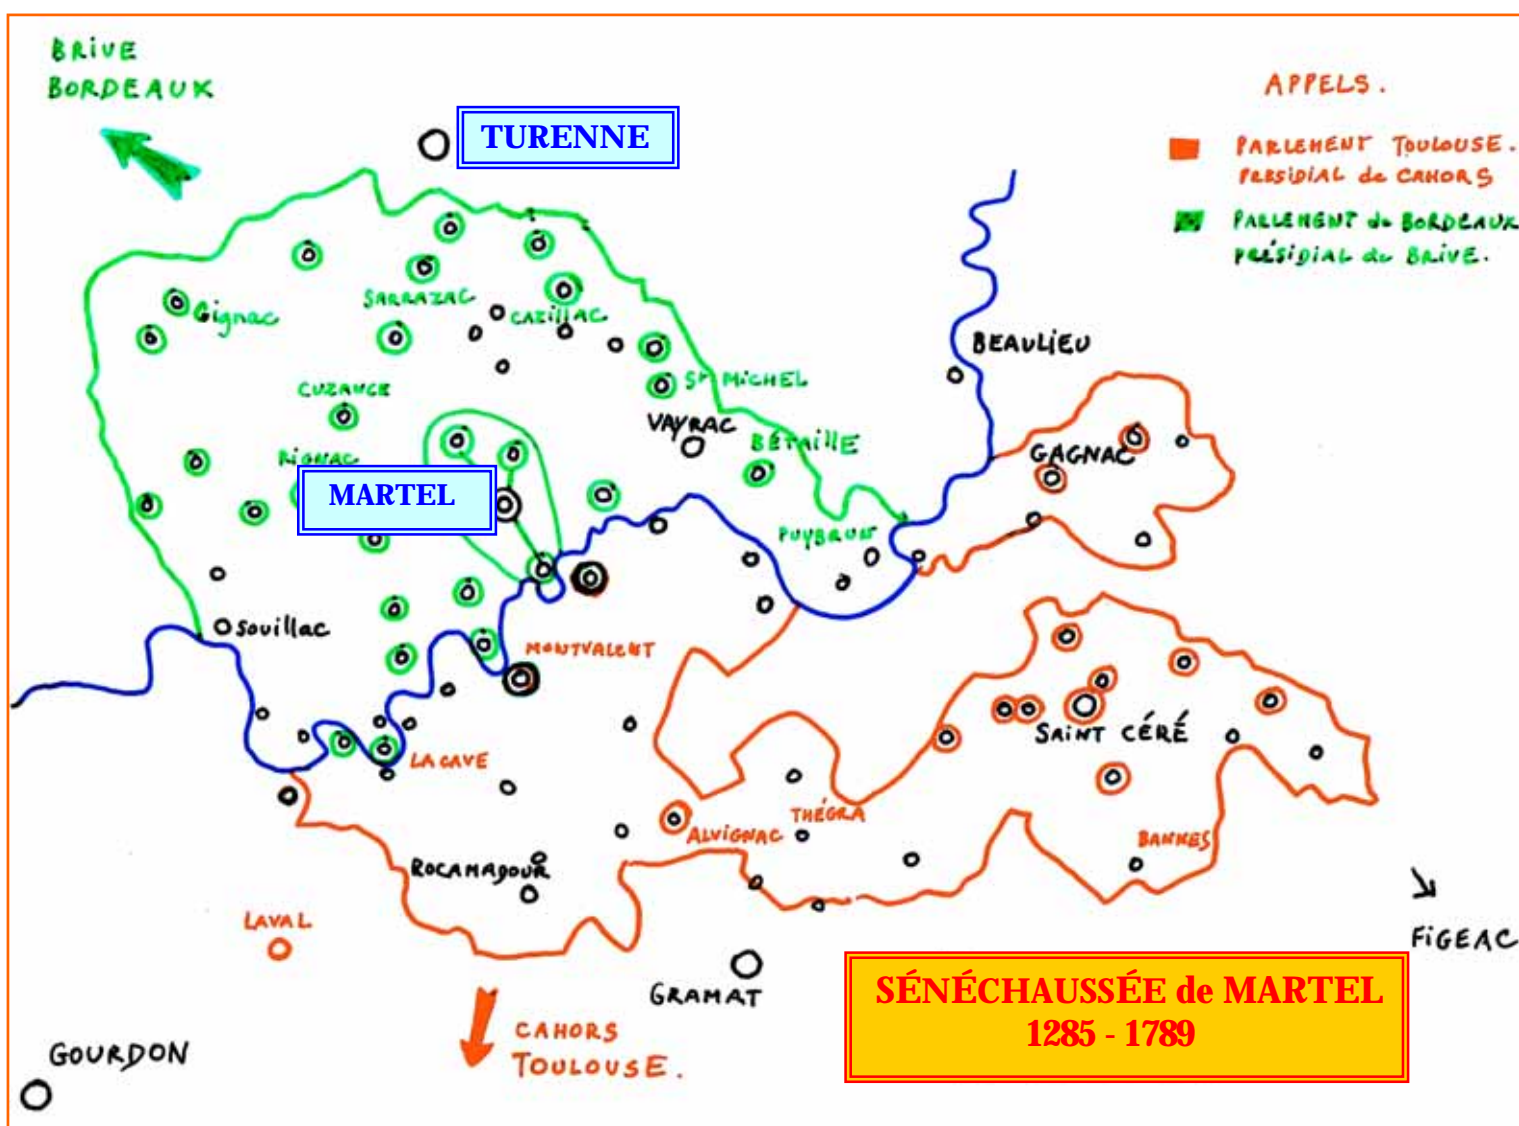 BRIVE
BORDEAUX
TURENNE
APPELS.
PARLEMENT TOULOUSE.
PRESIDIAL de CAHORS
PARLEMENT de BORDEAUX
PRÉSIDIAL de BRIVE.
Gignac
SARRAZAC
CAZILLAC
BEAULIEU
CUZANCE
St MICHEL
VAYRAC
BÉTAILLE
GAGNAC
RIGNAC
MARTEL
PUYBRUN
Souillac
MONTVALENT
SAINT CÉRÉ
LACAVE
THÉGRA
ALVIGNAC
BANNES
ROCAMADOUR
LAVAL
FIGEAC
GRAMAT
SÉNÉCHAUSSÉE de MARTEL
1285 - 1789
CAHORS
TOULOUSE.
GOURDON